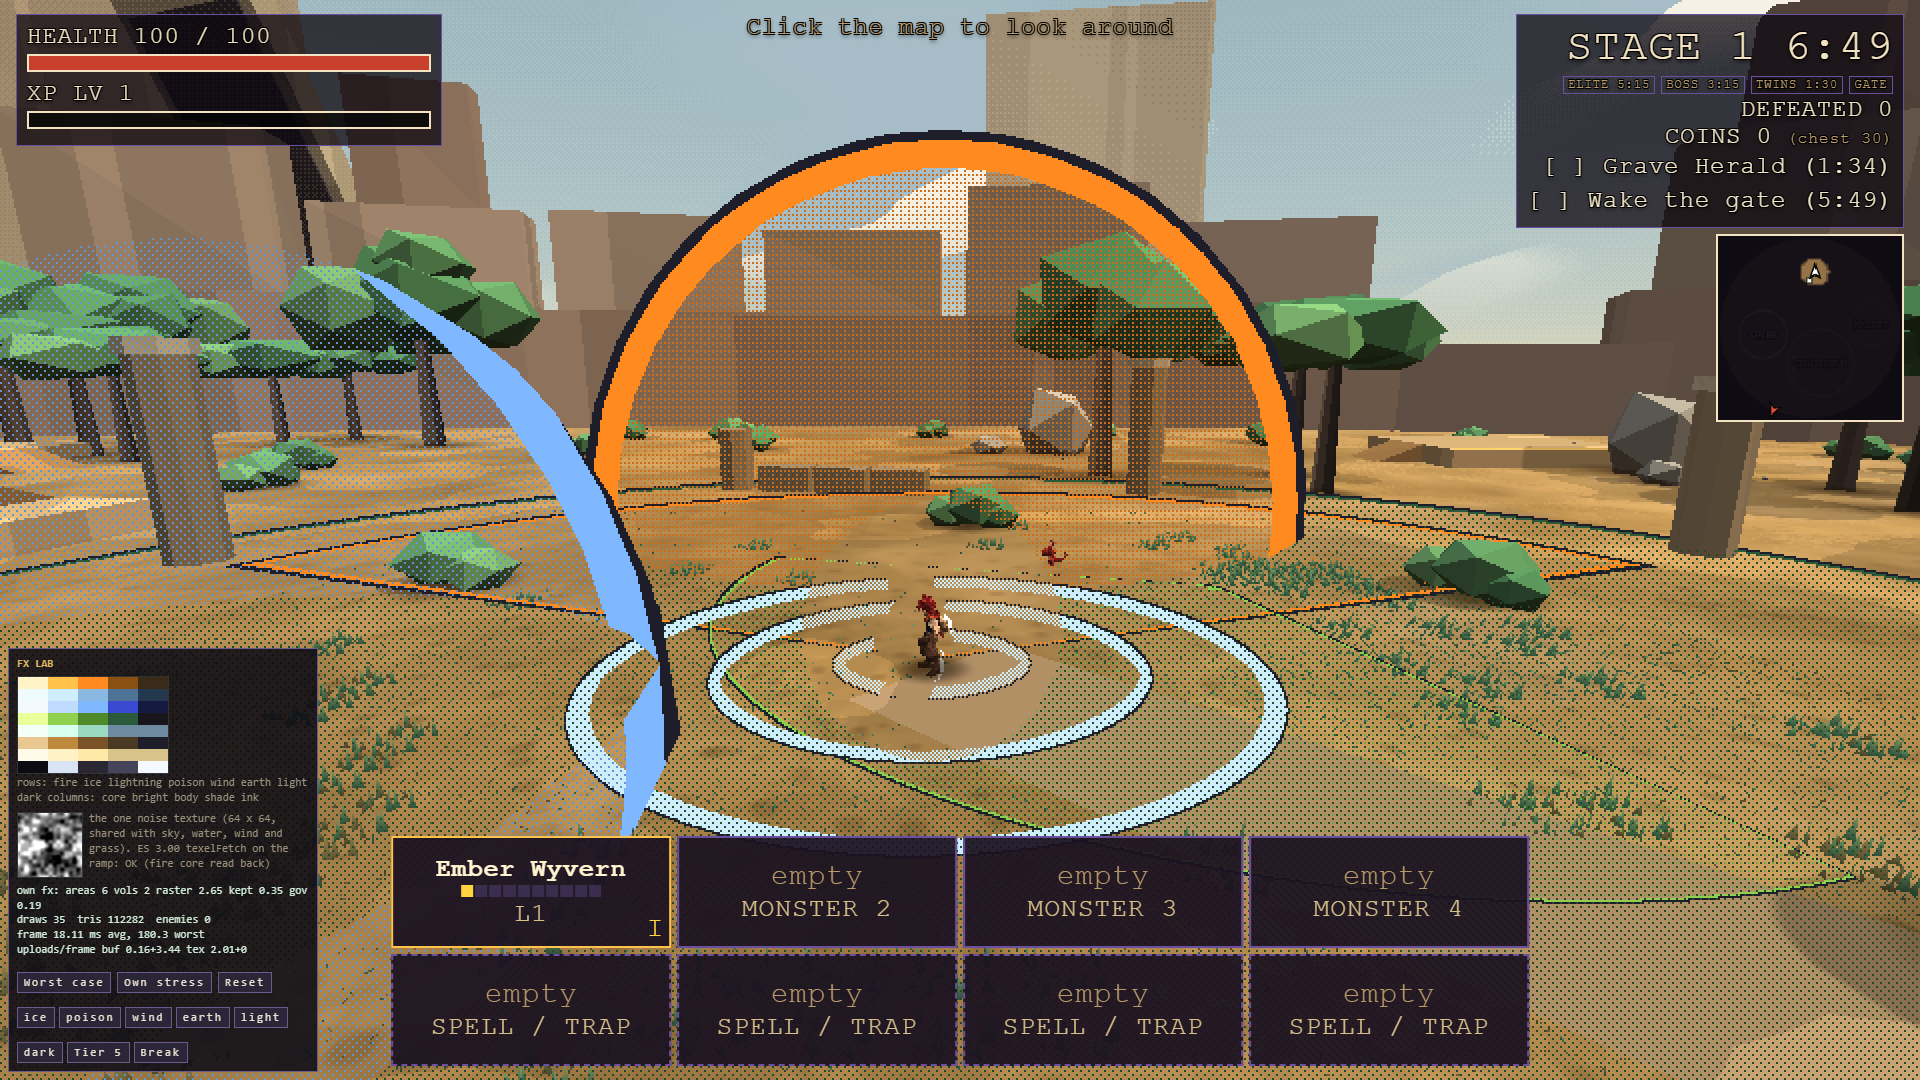 HEALTH 100 / 100
XP LV 1
Click the map to look around
STAGE 1 6:49
ELITE 5:15 BOSS 3:15 TWINS 1:30 GATE
DEFEATED 0
COINS 0 (chest 30)
[ ] Grave Herald (1:34)
[ ] Wake the gate (5:49)
FX LAB
rows: fire ice lightning poison wind earth light
dark columns: core bright body shade ink
the one noise texture (64 x 64,
shared with sky, water, wind and
grass). ES 3.00 texelFetch on the
ramp: OK (fire core read back)
own fx: areas 6 vols 2 raster 2.65 kept 0.35 gov
0.19
draws 35 tris 112282 enemies 0
frame 18.11 ms avg, 180.3 worst
uploads/frame buf 0.16+3.44 tex 2.01+0
Worst case Own stress Reset
ice poison wind earth light
dark Tier 5 Break
Ember Wyvern
L1
I
empty
MONSTER 2
empty
MONSTER 3
empty
MONSTER 4
empty
SPELL / TRAP
empty
SPELL / TRAP
empty
SPELL / TRAP
empty
SPELL / TRAP